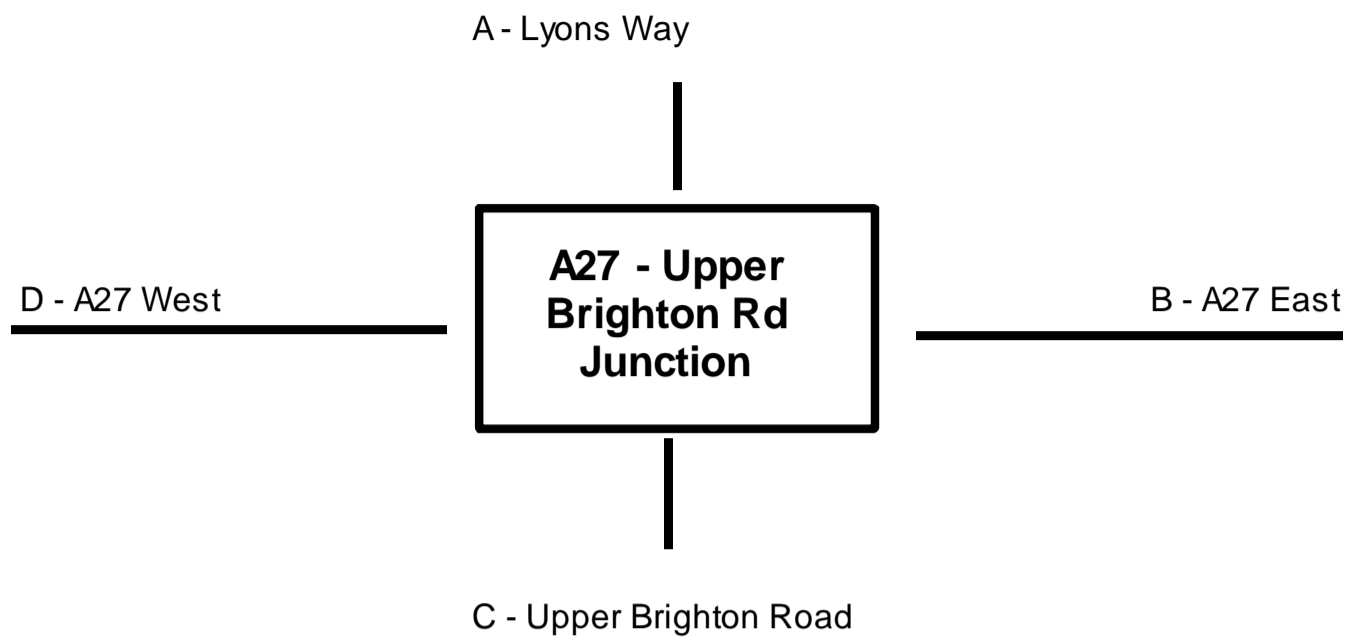 A - Lyons Way
A27 - Upper
Brighton Rd
Junction
D - A27 West
B - A27 East
C - Upper Brighton Road